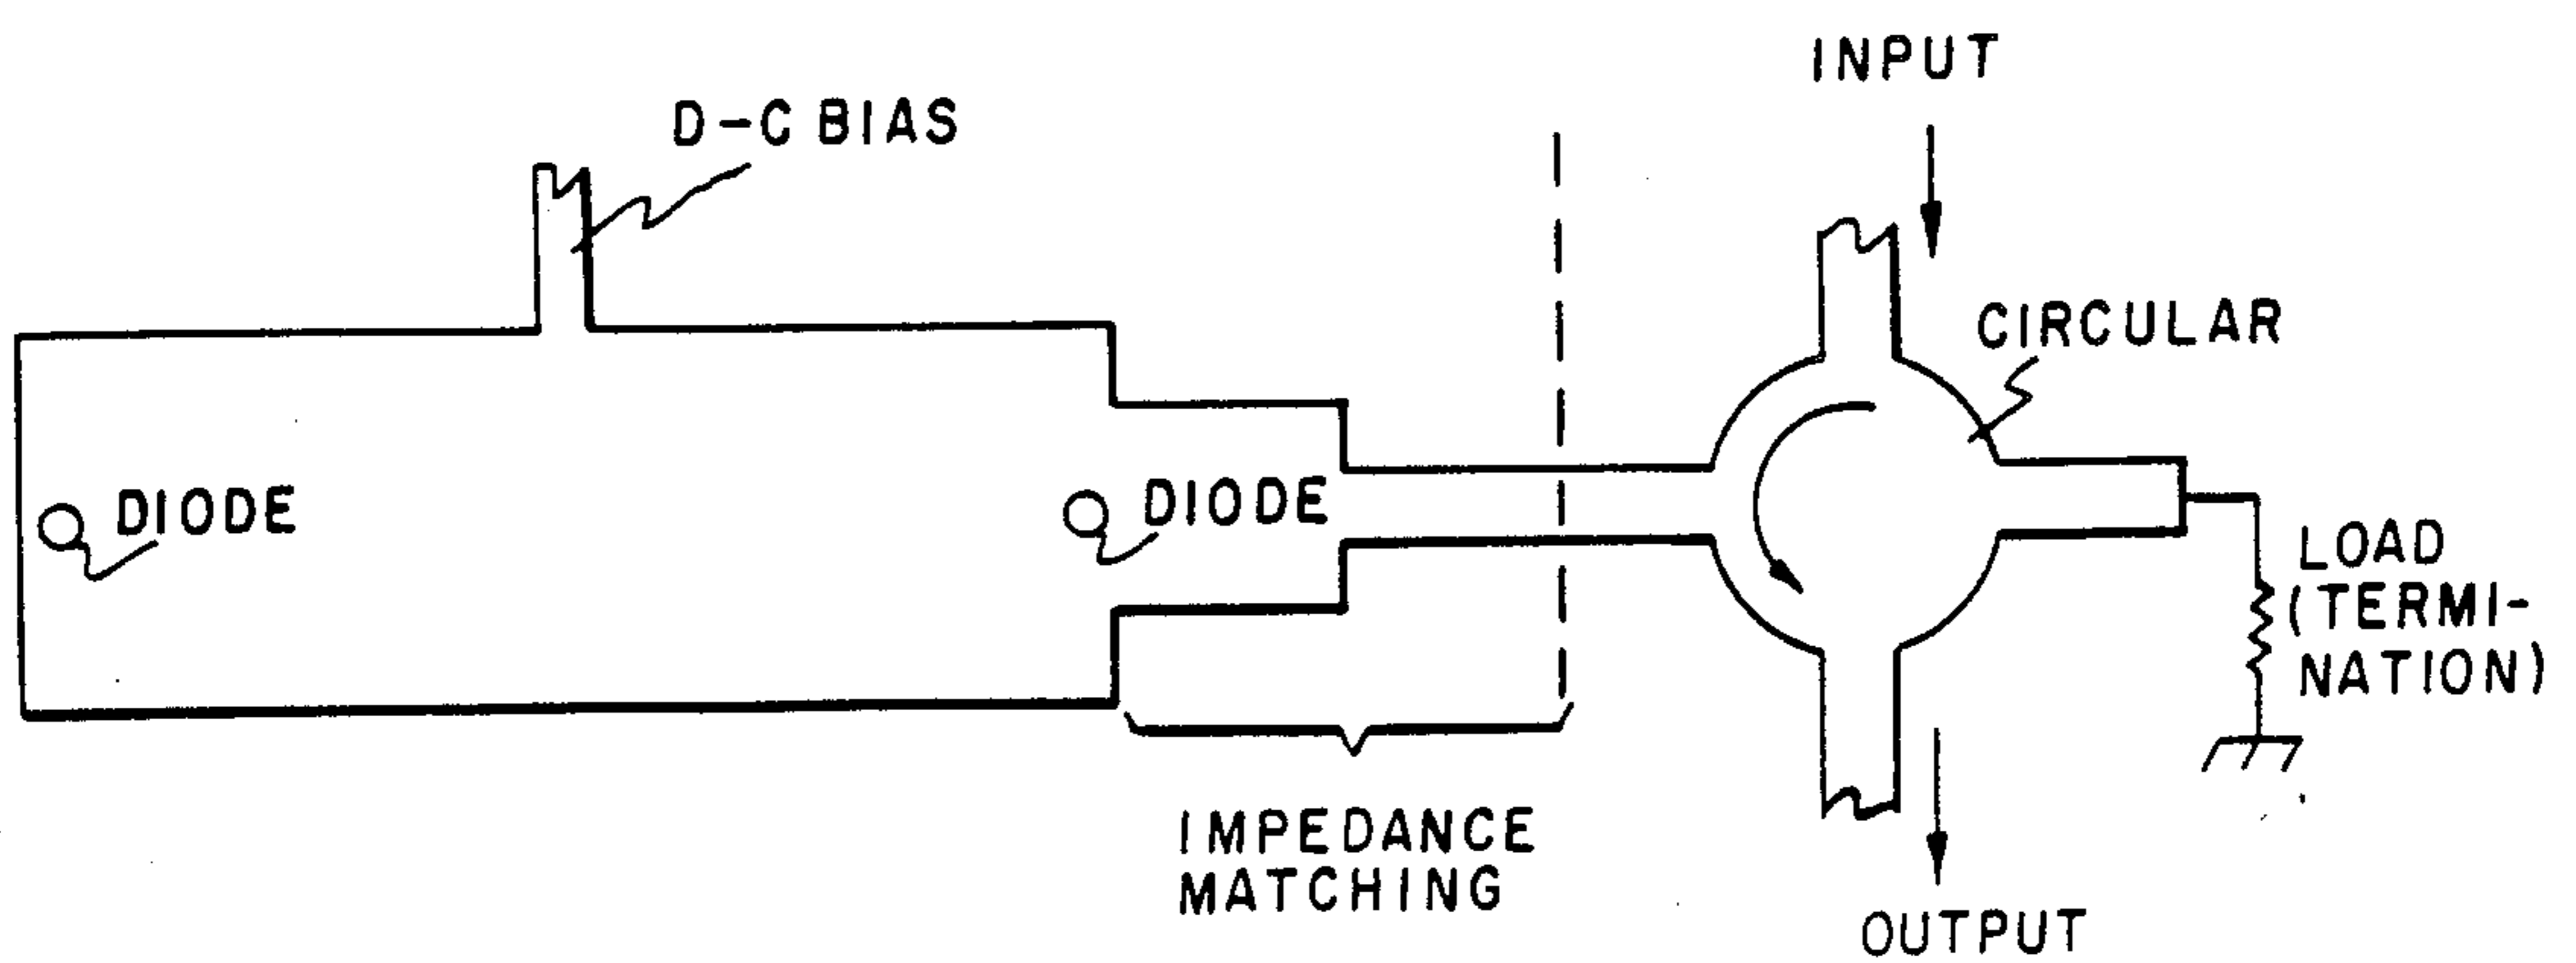 INPUT
D-C BIAS
CIRCULAR
DIODE
DIODE
LOAD
(TERMI-
NATION)
IMPEDANCE
MATCHING
OUTPUT